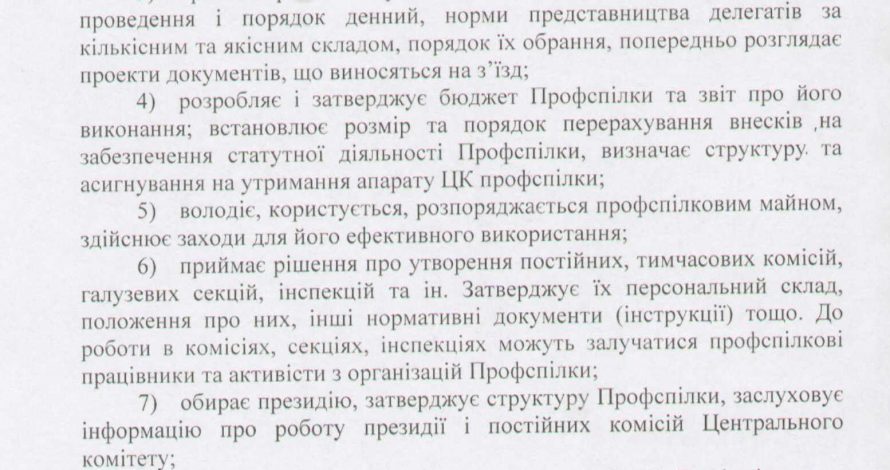 проведення і порядок денний, норми представництва делегатів за
кількісним та якісним складом, порядок їх обрання, попередньо розглядає
проекти документів, що виносяться на з’їзд;
4) розробляє і затверджує бюджет Профспілки та звіт про його
виконання; встановлює розмір та порядок перерахування внесків на
забезпечення статутної діяльності Профспілки, визначає структуру та
асигнування на утримання апарату ЦК профспілки;
5) володіє, користується, розпоряджається профспілковим майном,
здійснює заходи для його ефективного використання;
6) приймає рішення про утворення постійних, тимчасових комісій,
галузевих секцій, інспекцій та ін. Затверджує їх персональний склад,
положення про них, інші нормативні документи (інструкції) тощо. До
роботи в комісіях, секціях, інспекціях можуть залучатися профспілкові
працівники та активісти з організацій Профспілки;
7) обирає президію, затверджує структуру Профспілки, заслуховує
інформацію про роботу президії і постійних комісій Центрального
комітету;